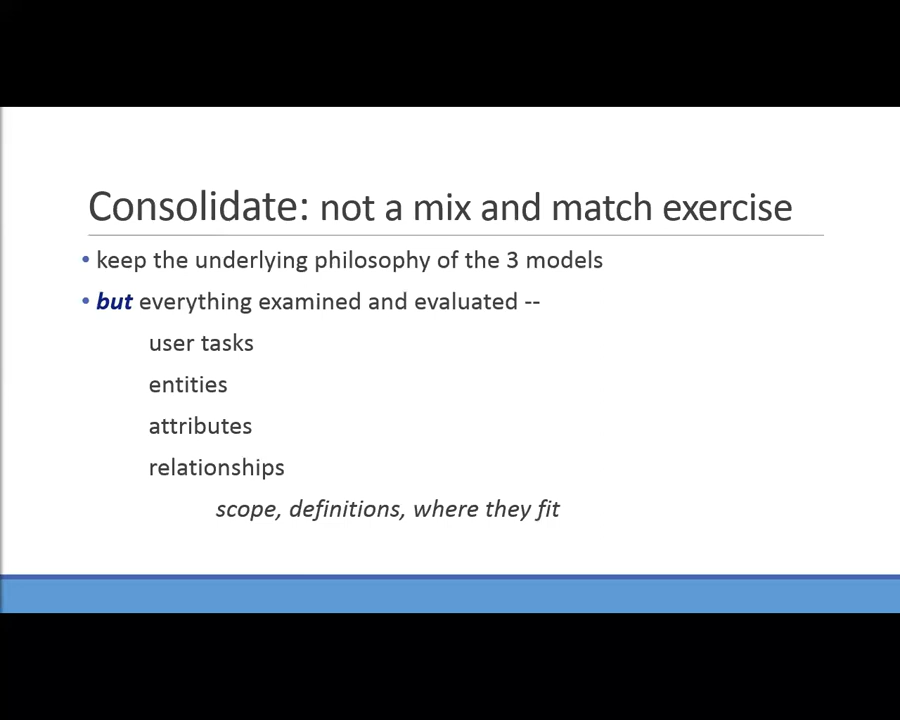 Consolidate: not a mix and match exercise
• keep the underlying philosophy of the 3 models
• but everything examined and evaluated --
user tasks
entities
attributes
relationships
scope, definitions, where they fit